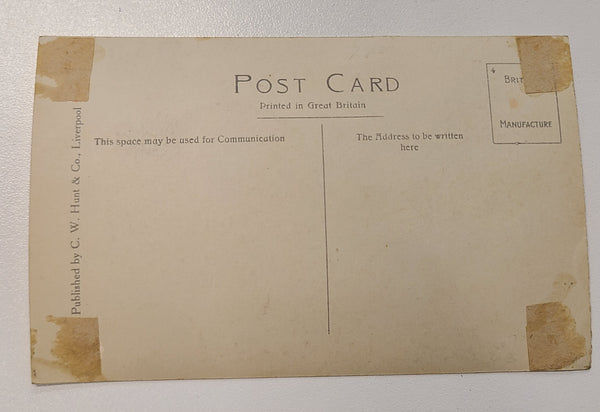 POST CARD
Printed in Great Britain
This space may be used for Communication
The Address to be written
here
MANUFACTURE
Published by C. W. Hunt & Co., Liverpool